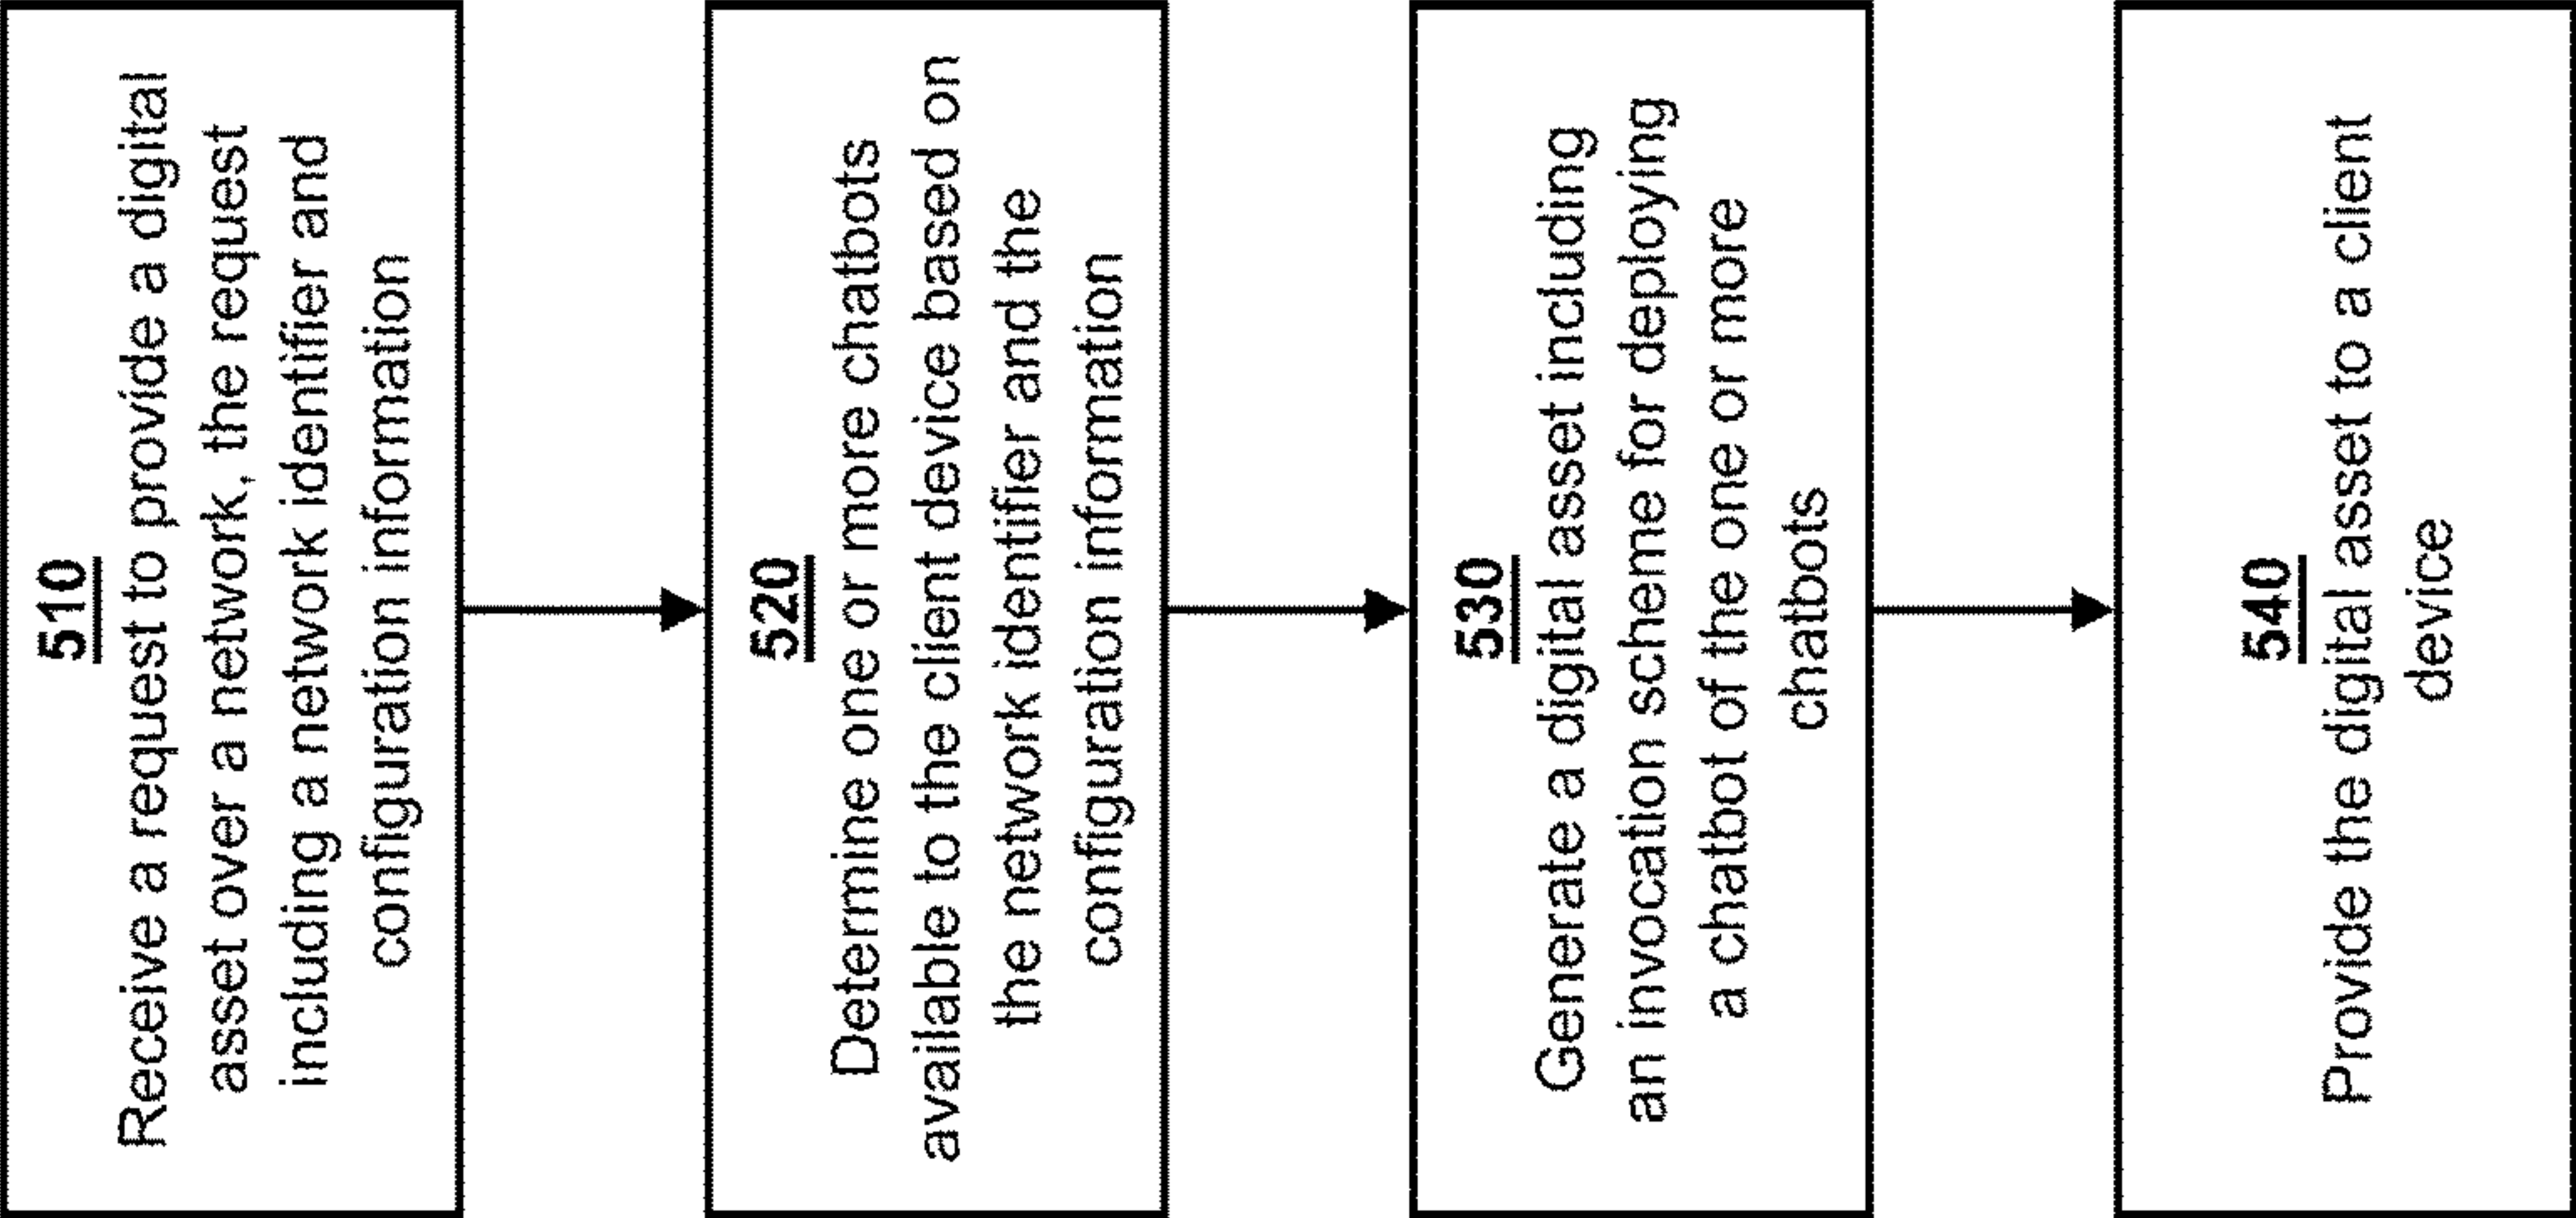 510
Receive a request to provide a digital
asset over a network, the request
including a network identifier and
configuration information
520
Determine one or more chatbots
available to the client device based on
the network identifier and the
configuration information
530
Generate a digital asset including
an invocation scheme for deploying
a chatbot of the one or more
chatbots
540
Provide the digital asset to a client
device